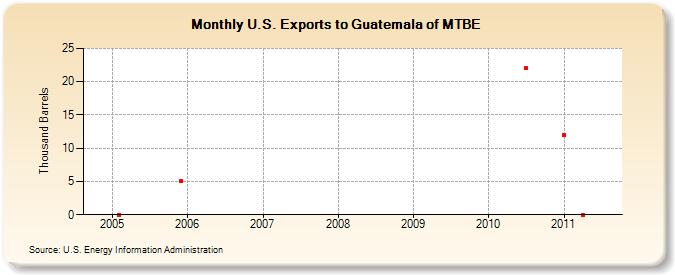 Monthly U.S. Exports to Guatemala of MTBE
Thousand Barrels
25
20
15
10
5
0
2005 2006 2007 2008 2009 2010 2011
Source: U.S. Energy Information Administration